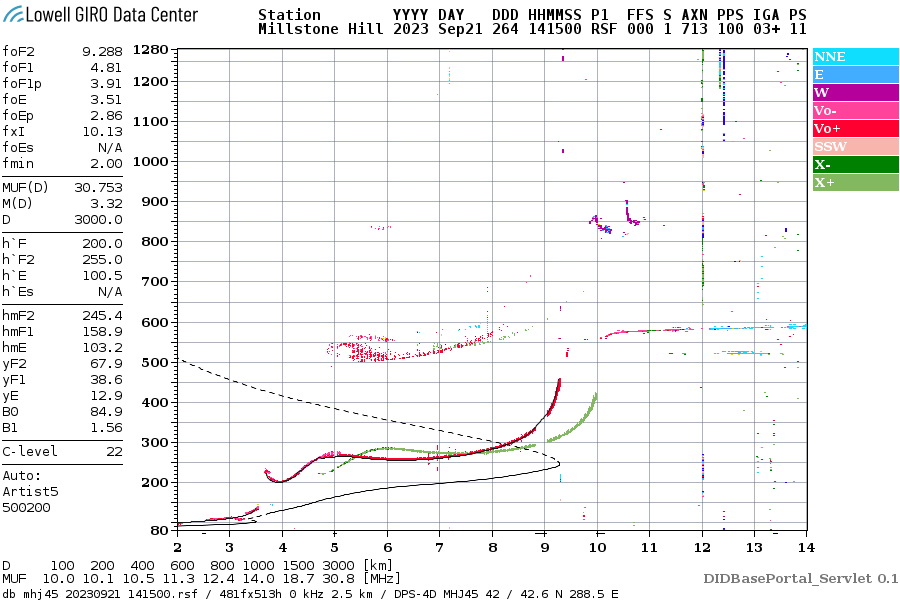 Lowell GIRO Data Center
Station YYYY DAY DDD HHMMSS P1 FFS S AXN PPS IGA PS
Millstone Hill 2023 Sep21 264 141500 RSF 000 1 713 100 03+ 11
foF2 9.288
foF1 4.81
foF1p 3.91
foE 3.51
foEp 2.86
fxI 10.13
foEs N/A
fmin 2.00
MUF(D) 30.753
M(D) 3.32
D 3000.0
h`F 200.0
h`F2 255.0
h`E 100.5
h`Es N/A
hmF2 245.4
hmF1 158.9
hmE 103.2
yF2 67.9
yF1 38.6
yE 12.9
B0 84.9
B1 1.56
C-level 22
Auto:
Artist5
500200
1280
1200
1100
1000
900
800
700
600
500
400
300
200
80
2 3 4 5 6 7 8 9 10 11 12 13 14
NNE
E
W
Vo-
Vo+
SSW
X-
X+
D 100 200 400 600 800 1000 1500 3000 [km]
MUF 10.0 10.1 10.5 11.3 12.4 14.0 18.7 30.8 [MHz]
db mhj45 20230921 141500.rsf / 481fx513h 0 kHz 2.5 km / DPS-4D MHJ45 42 / 42.6 N 288.5 E
DIDBasePortal_Servlet 0.1